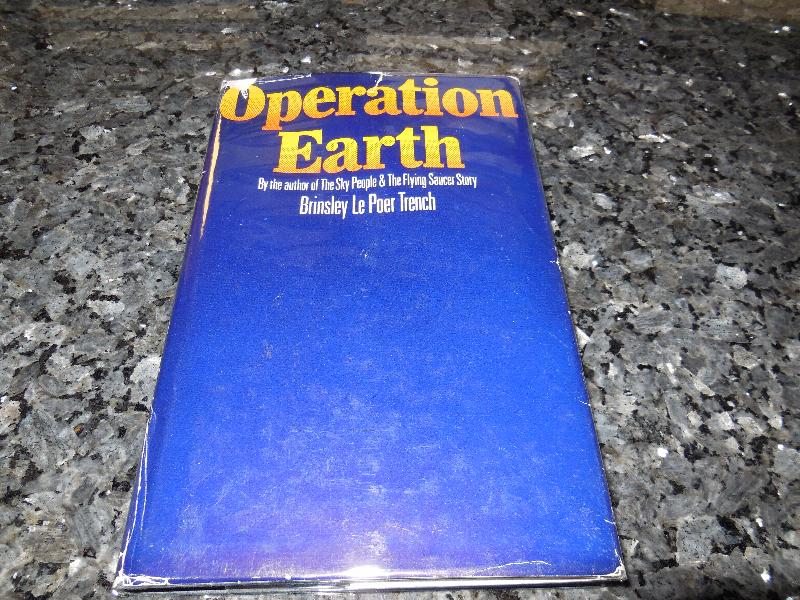 Operation
Earth
By the author of The Sky People & The Flying Saucer Story
Brinsley Le Poer Trench